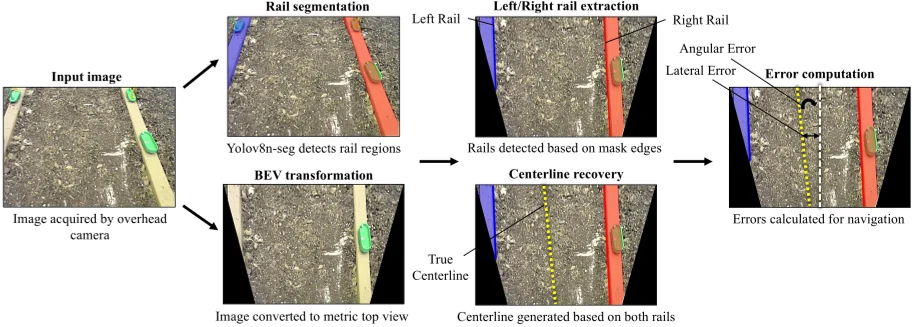 Input image
Image acquired by overhead
camera
Rail segmentation
Yolov8n-seg detects rail regions
BEV transformation
Image converted to metric top view
Left/Right rail extraction
Left Rail
Right Rail
Rails detected based on mask edges
Centerline recovery
True
Centerline
Centerline generated based on both rails
Angular Error
Lateral Error
Error computation
Errors calculated for navigation